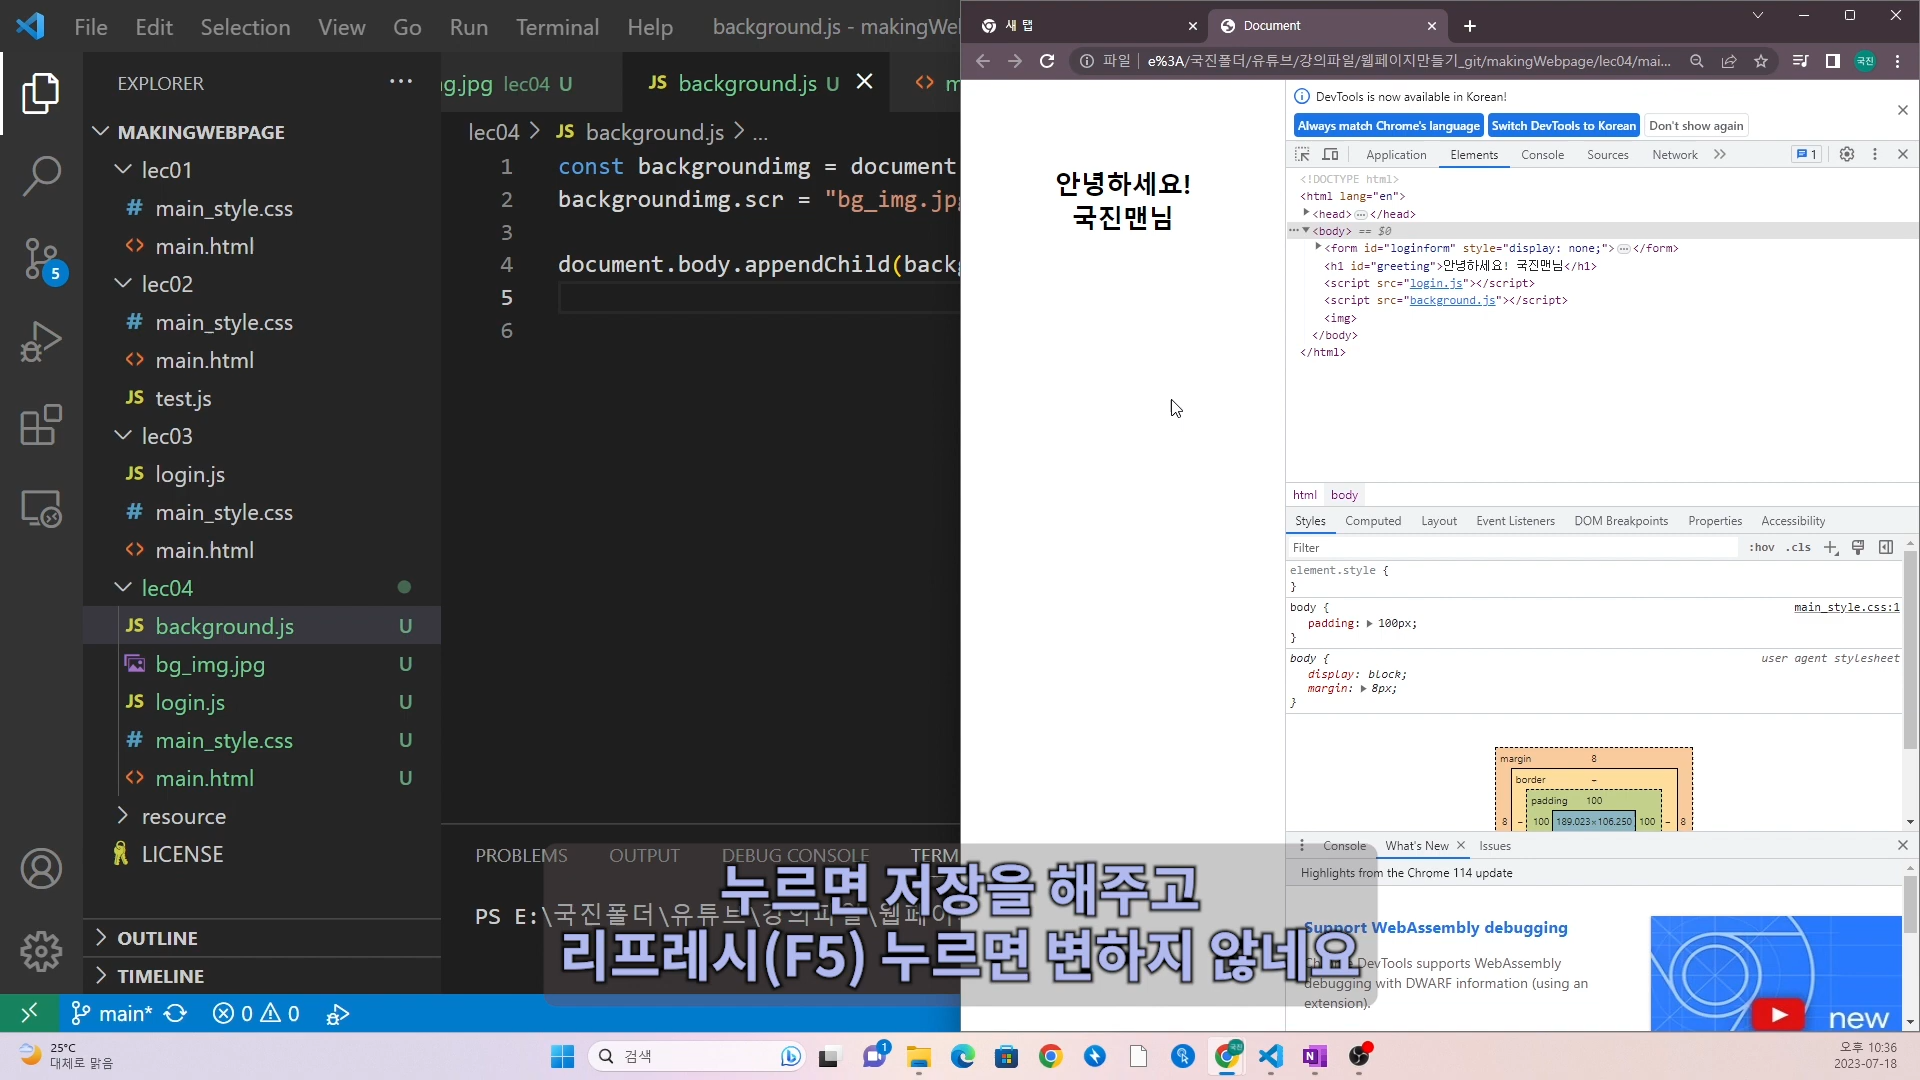 File Edit Selection View Go Run Terminal Help background.js - makingWe
EXPLORER
MAKINGWEBPAGE
lec01
main_style.css
main.html
lec02
main_style.css
main.html
JS test.js
lec03
JS login.js
main_style.css
main.html
lec04
JS background.js U
bg_img.jpg U
JS login.js U
main_style.css U
main.html U
resource
LICENSE
OUTLINE
TIMELINE
main* 0 0
g.jpg lec04 U JS background.js U
lec04 > JS background.js > ...
1 const backgroundimg = document
2 backgroundimg.scr = "bg_img.jp
3
4 document.body.appendChild(back
5
6
PROBLEMS OUTPUT DEBUG CONSOLE TERM
PS E:\국진폴더\유튜브\강의파일\웹페이
누르면 저장을 해주고
리프레시(F5) 누르면 변하지 않네요
새 탭 Document
파일 e%3A/국진폴더/유튜브/강의파일/웹페이지만들기_git/makingWebpage/lec04/mai... 국진
안녕하세요!
국진맨님
DevTools is now available in Korean!
Always match Chrome's language Switch DevTools to Korean Don't show again
Application Elements Console Sources Network 1
<!DOCTYPE html>
<html lang="en">
<head>…</head>
<body> == $0
<form id="loginform" style="display: none;">…</form>
<h1 id="greeting">안녕하세요! 국진맨님</h1>
<script src="login.js"></script>
<script src="background.js"></script>
<img>
</body>
</html>
html body
Styles Computed Layout Event Listeners DOM Breakpoints Properties Accessibility
Filter :hov .cls
element.style {
}
body { main_style.css:1
padding: 100px;
}
body { user agent stylesheet
display: block;
margin: 8px;
}
margin 8
border –
padding 100
8 – 100 189.023×106.250 100 – 8
Console What's New Issues
Highlights from the Chrome 114 update
Support WebAssembly debugging
DevTools supports WebAssembly
debugging with DWARF information (using an
extension).
new
25°C
대체로 맑음
검색
1
국진
오후 10:36
2023-07-18
5